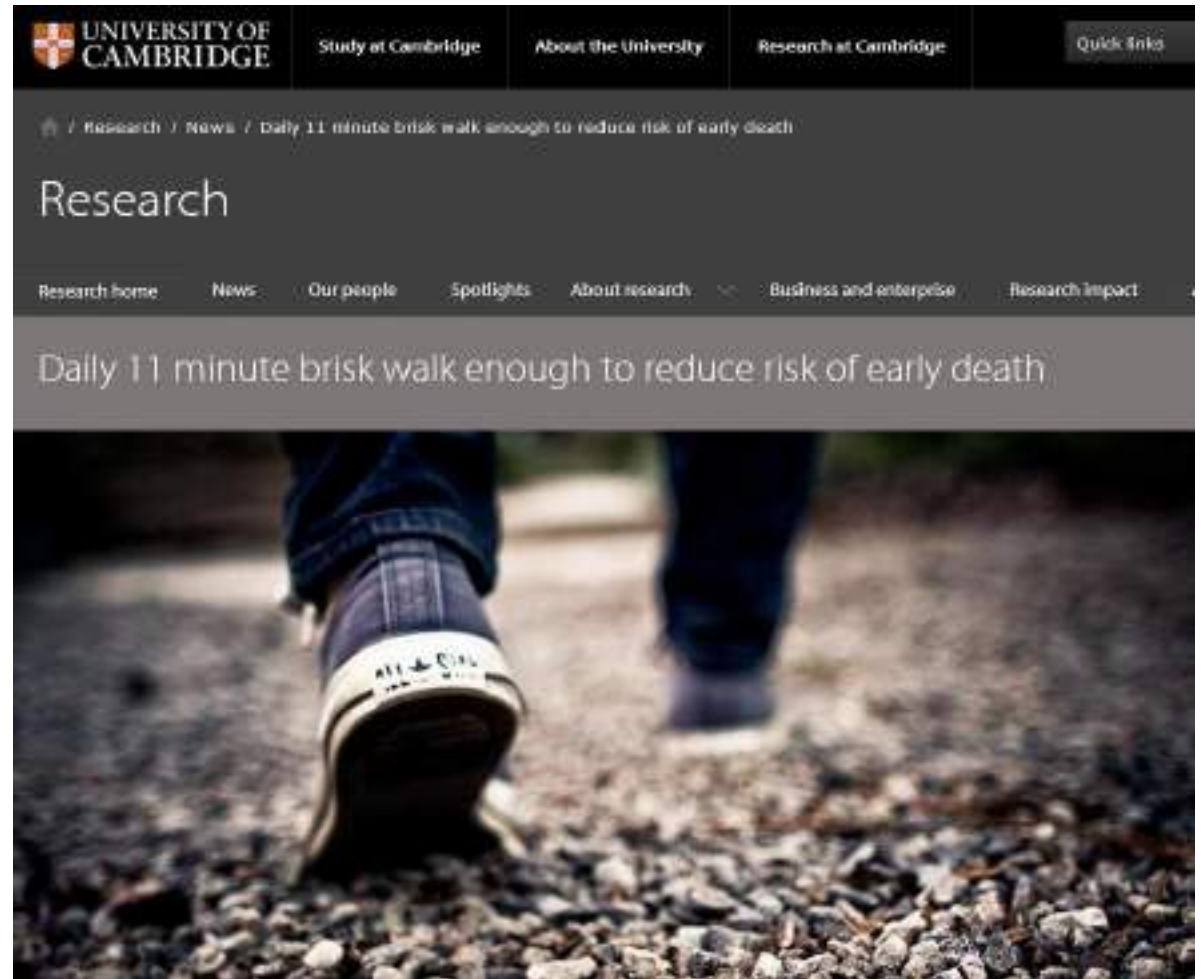 UNIVERSITY OF
CAMBRIDGE
Study at Cambridge
About the University
Research at Cambridge
Quick links
/ Research / News / Daily 11 minute brisk walk enough to reduce risk of early death
Research
Research home
News
Our people
Spotlights
About research
Business and enterprise
Research impact
Daily 11 minute brisk walk enough to reduce risk of early death